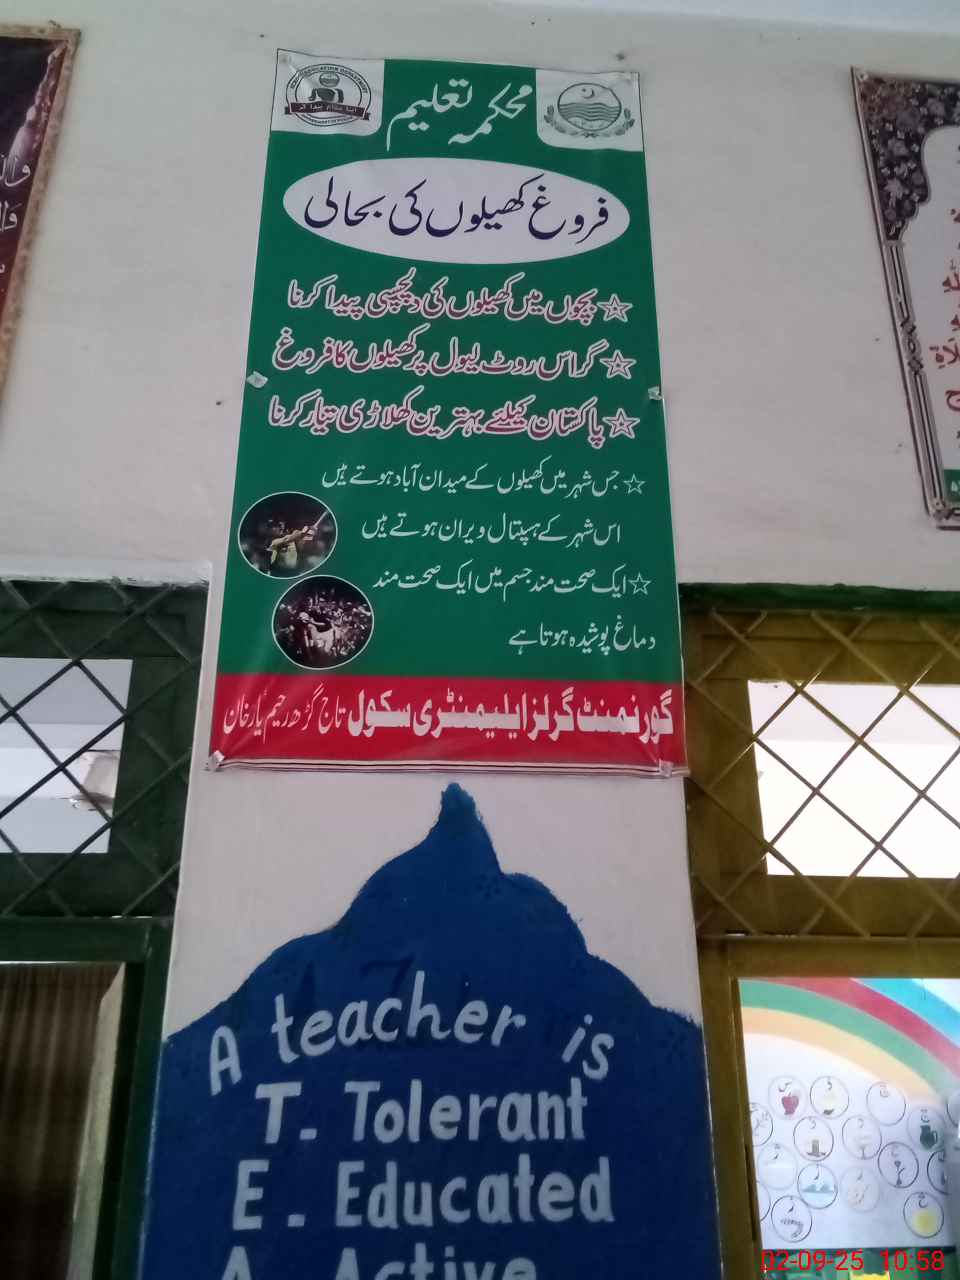 محکمہ تعلیم
فروغ کھیلوں کی بحالی
☆ بچوں میں کھیلوں کی دلچسپی پیدا کرنا
☆ گراس روٹ لیول پر کھیلوں کا فروغ
☆ پاکستان کیلئے بہترین کھلاڑی تیار کرنا
☆ جس شہر میں کھیلوں کے میدان آباد ہوتے ہیں
اس شہر کے ہسپتال ویران ہوتے ہیں
☆ ایک صحت مند جسم میں ایک صحت مند
دماغ پوشیدہ ہوتا ہے
گورنمنٹ گرلز ایلیمنٹری سکول تاج گڑھ رحیم یار خان
A teacher is
T. Tolerant
E. Educated
A. Active
02-09-25 10:58